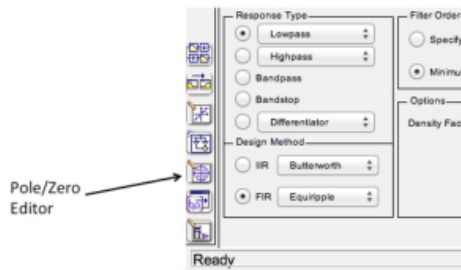 Response Type
Lowpass
Highpass
Bandpass
Bandstop
Differentiator
Design Method
IIR Butterworth
FIR Equiripple
Filter Order
Specify
Minimu
Options
Density Fac
Pole/Zero
Editor
Ready